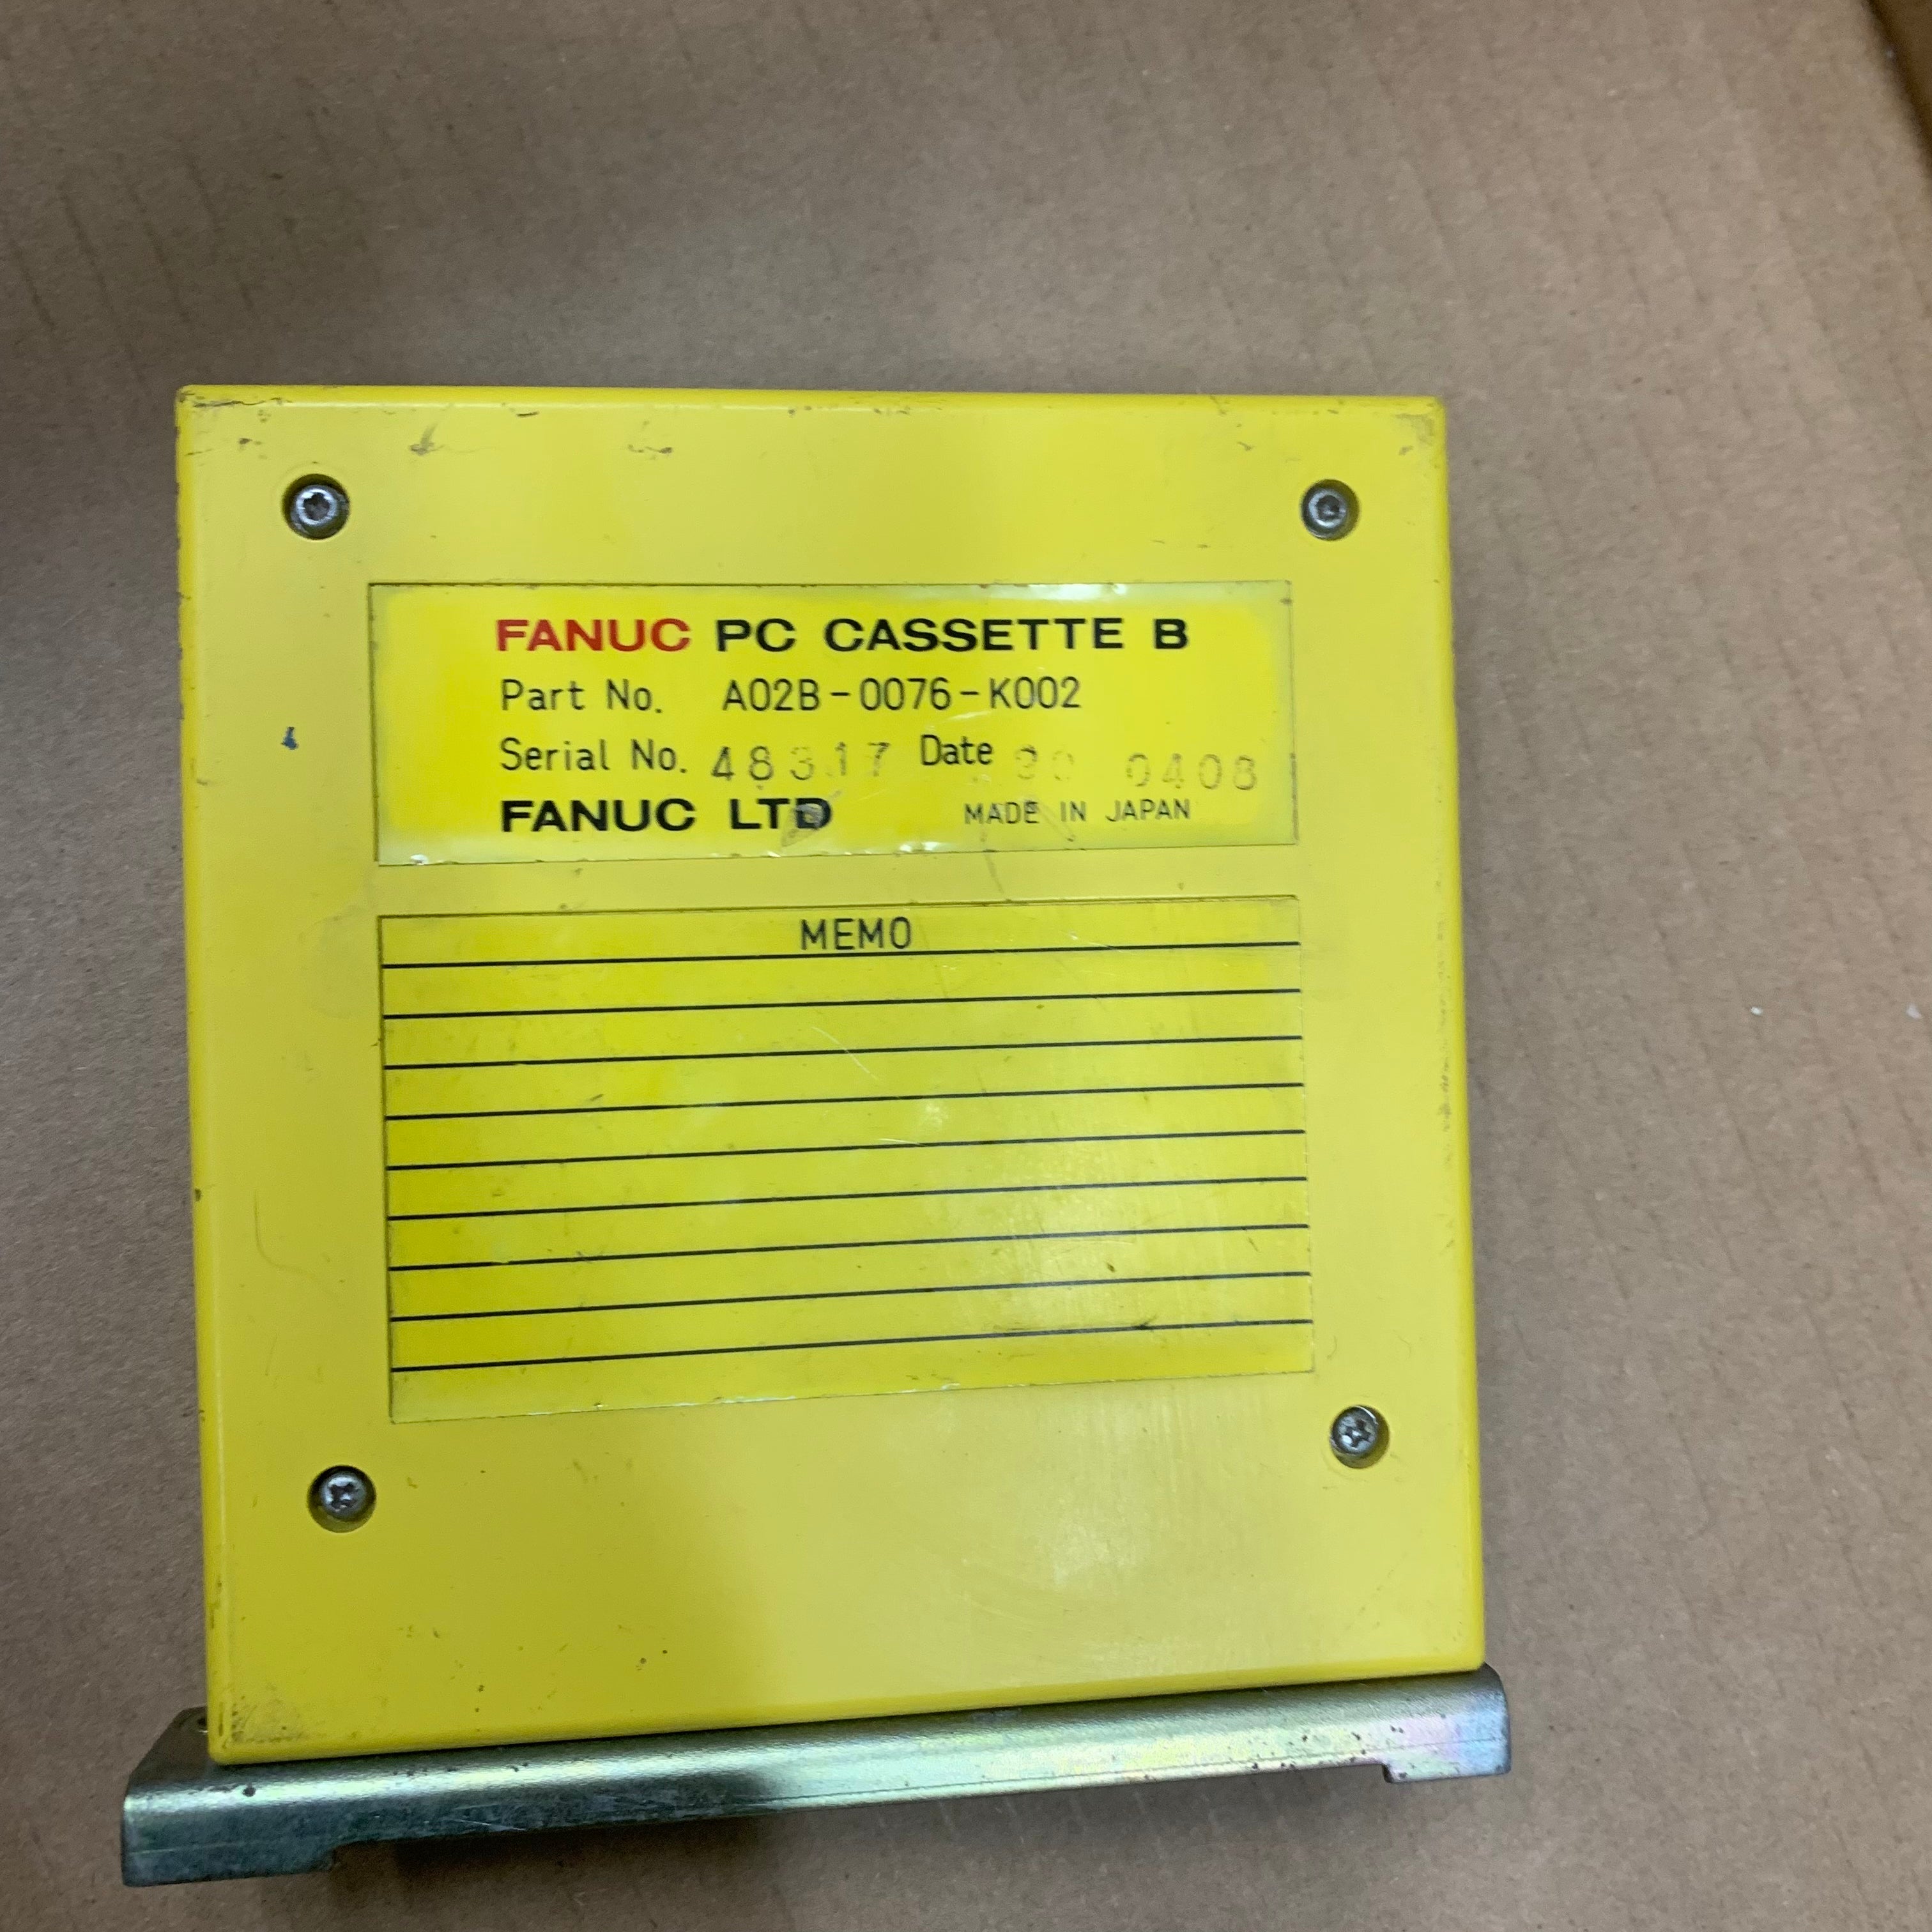 FANUC PC CASSETTE B
Part No. A02B-0076-K002
Serial No. 48317 Date 90 0408
FANUC LTD MADE IN JAPAN
MEMO